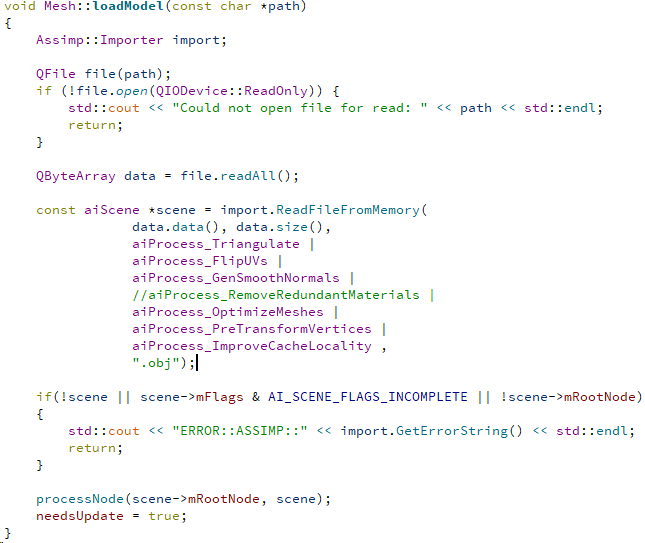 void Mesh::loadModel(const char *path)
{
    Assimp::Importer import;

    QFile file(path);
    if (!file.open(QIODevice::ReadOnly)) {
        std::cout << "Could not open file for read: " << path << std::endl;
        return;
    }

    QByteArray data = file.readAll();

    const aiScene *scene = import.ReadFileFromMemory(
                data.data(), data.size(),
                aiProcess_Triangulate |
                aiProcess_FlipUVs |
                aiProcess_GenSmoothNormals |
                //aiProcess_RemoveRedundantMaterials |
                aiProcess_OptimizeMeshes |
                aiProcess_PreTransformVertices |
                aiProcess_ImproveCacheLocality ,
                ".obj");

    if(!scene || scene->mFlags & AI_SCENE_FLAGS_INCOMPLETE || !scene->mRootNode)
    {
        std::cout << "ERROR::ASSIMP::" << import.GetErrorString() << std::endl;
        return;
    }

    processNode(scene->mRootNode, scene);
    needsUpdate = true;
}